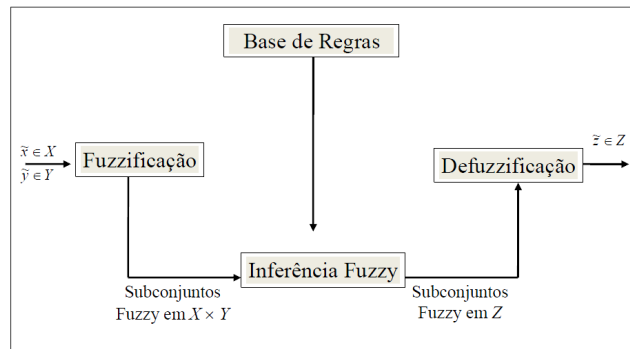 Base de Regras
x̃ ∈ X
ỹ ∈ Y
Fuzzificação
z̃ ∈ Z
Defuzzificação
Inferência Fuzzy
Subconjuntos
Fuzzy em X × Y
Subconjuntos
Fuzzy em Z